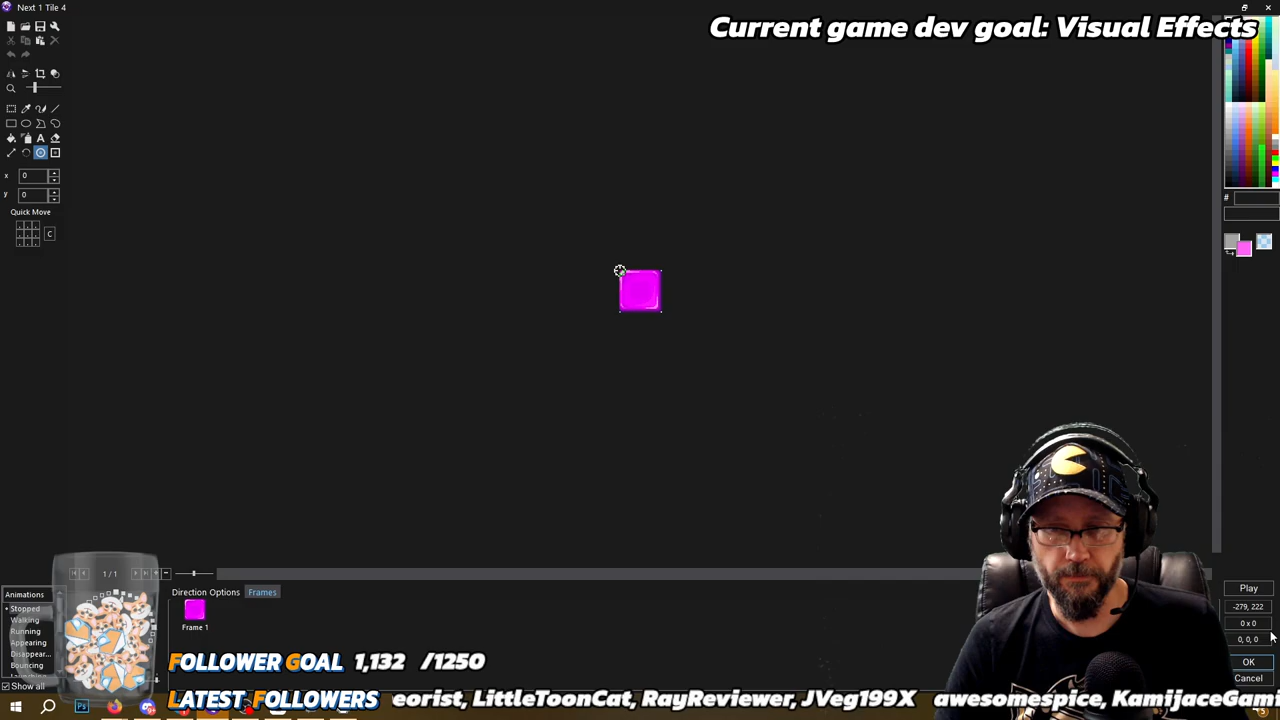 Next 1 Tile 4
Current game dev goal: Visual Effects
x 0
y 0
Quick Move
C
#
1 / 1
Animations
Stopped
Walking
Running
Appearing
Disappear...
Bouncing
Show all
Direction Options
Frames
Frame 1
Play
-279, 222
0 x 0
0, 0, 0
OK
Cancel
FOLLOWER GOAL 1,132 /1250
LATEST FOLLOWERS eorist, LittleToonCat, RayReviewer, JVeg199X awesomespice, KamijaceGami